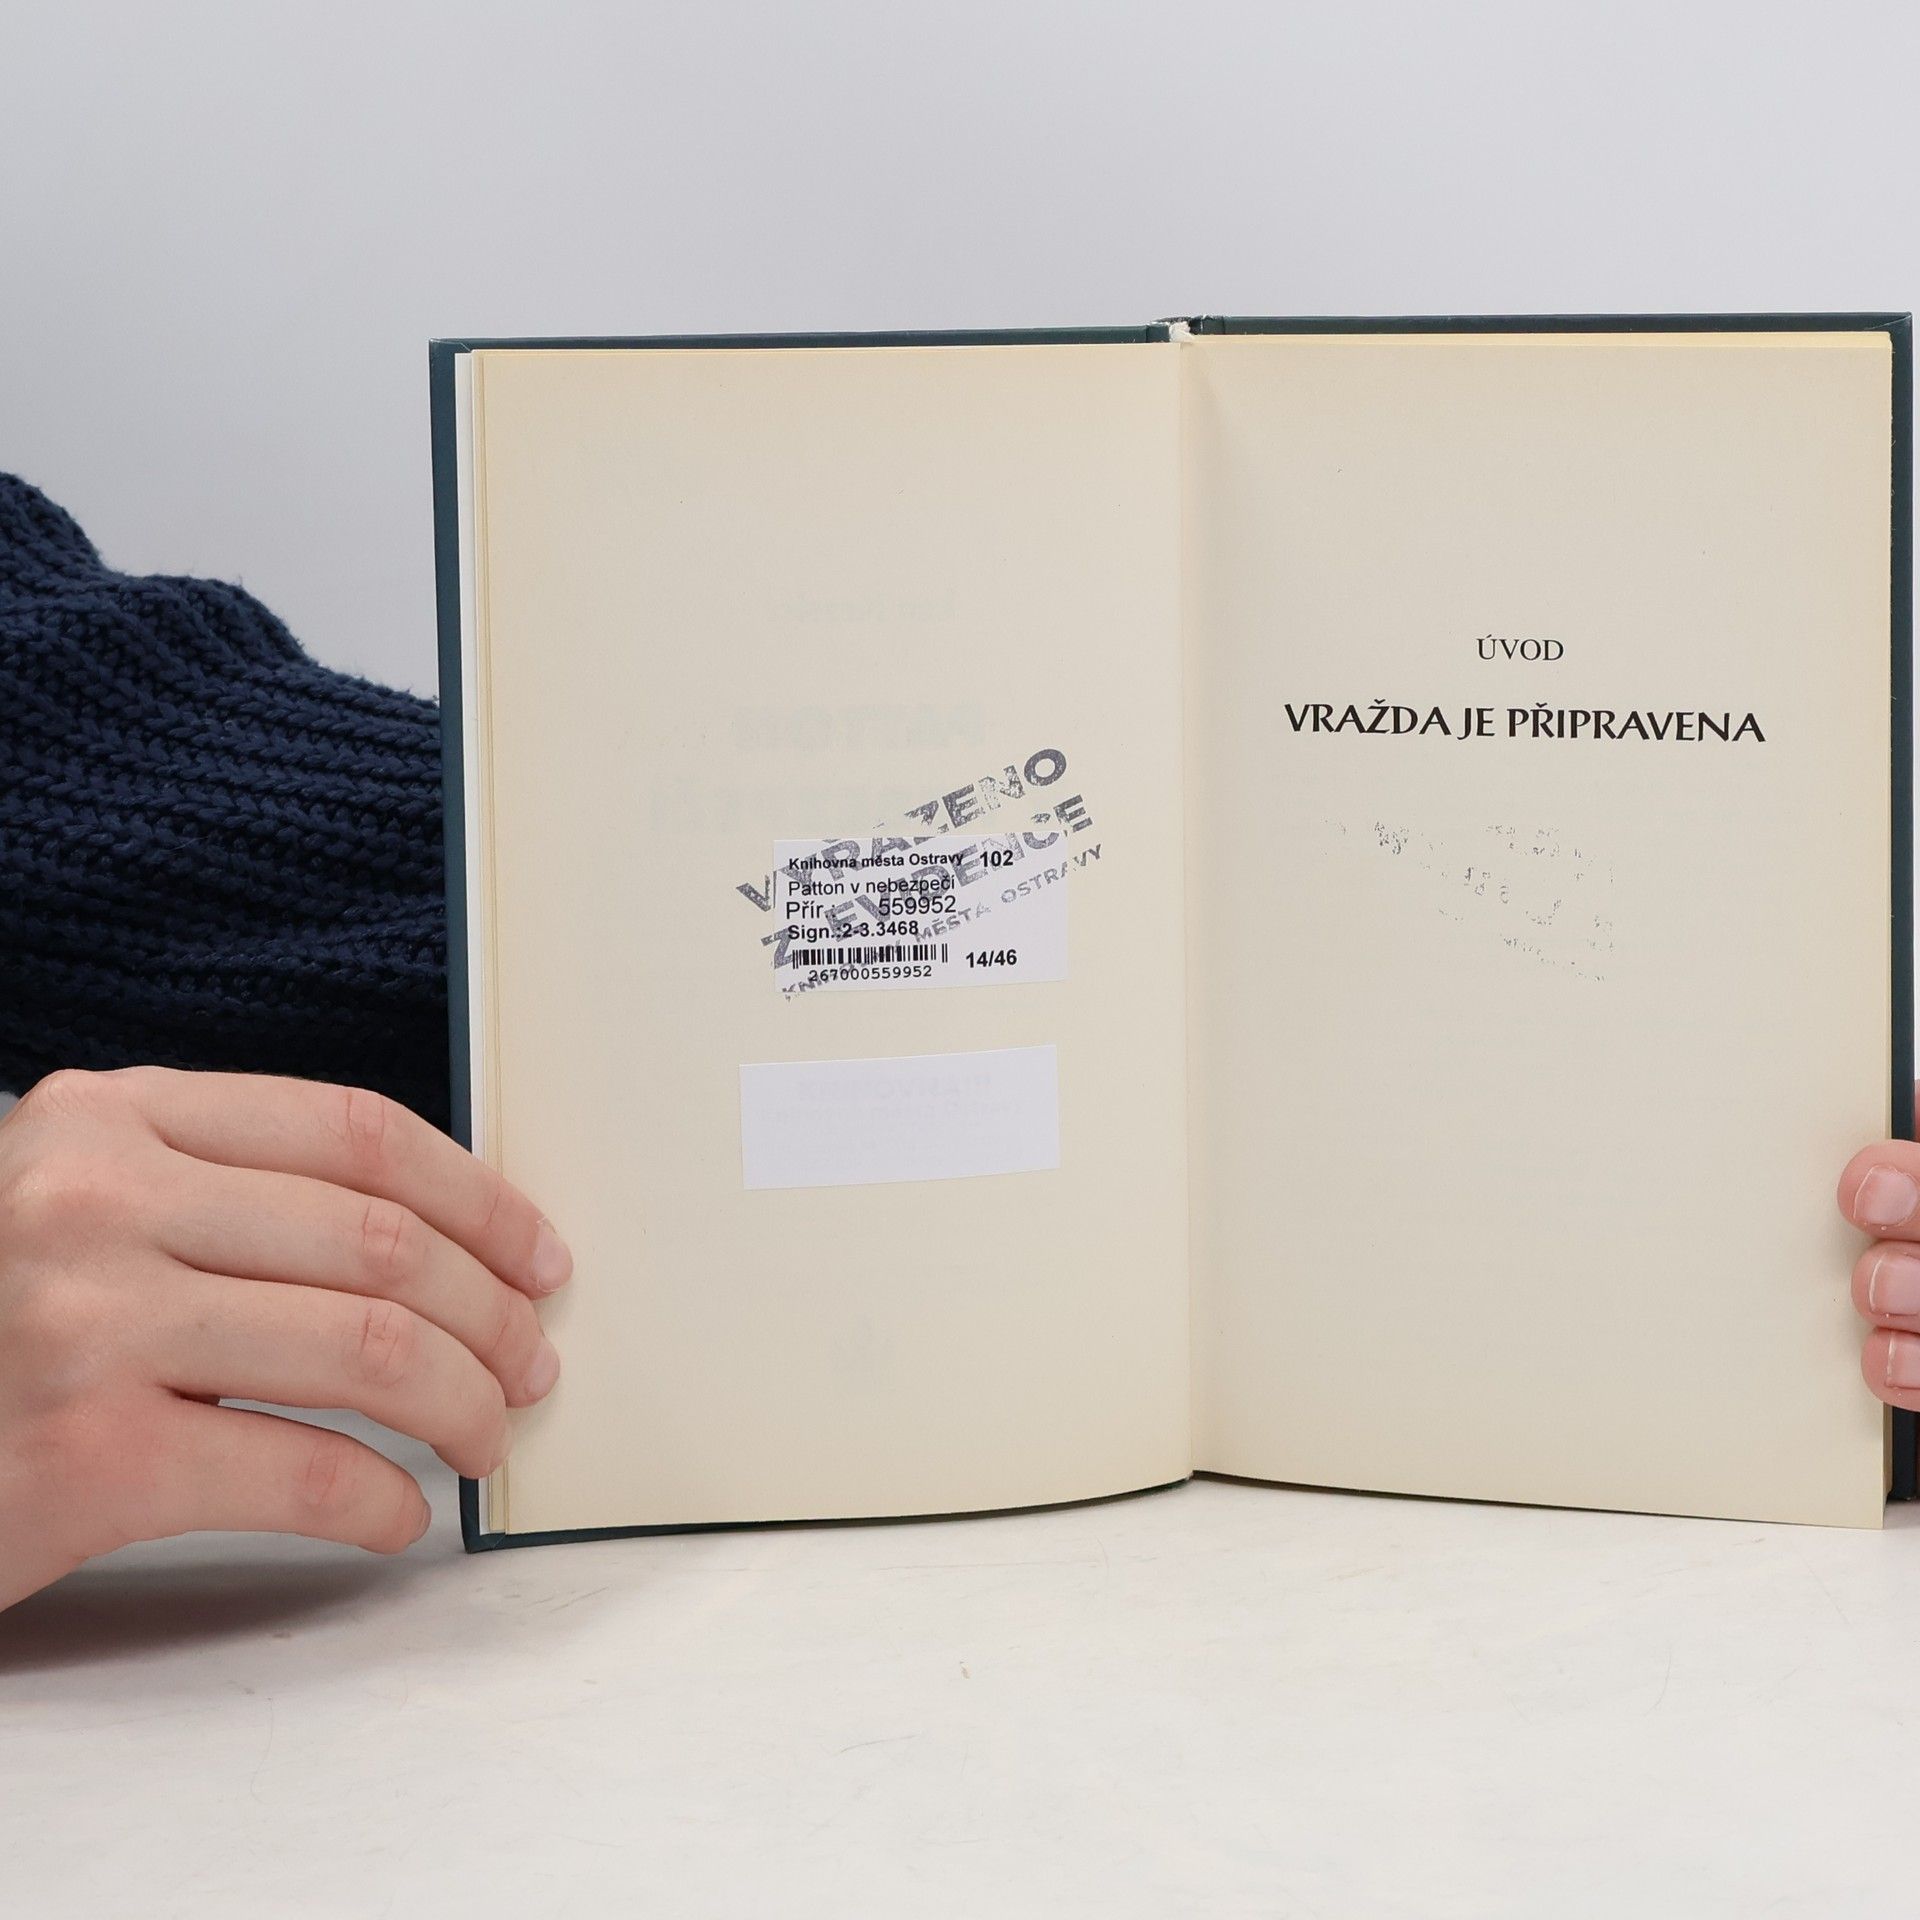 VYŘAZENO
Z EVIDENCE
KNIHOVNY MĚSTA OSTRAVY
Knihovna města Ostravy 102
Patton v nebezpečí
Přír.: 559952
Sign.:2-3.3468
267000559952 14/46
ÚVOD
VRAŽDA JE PŘIPRAVENA